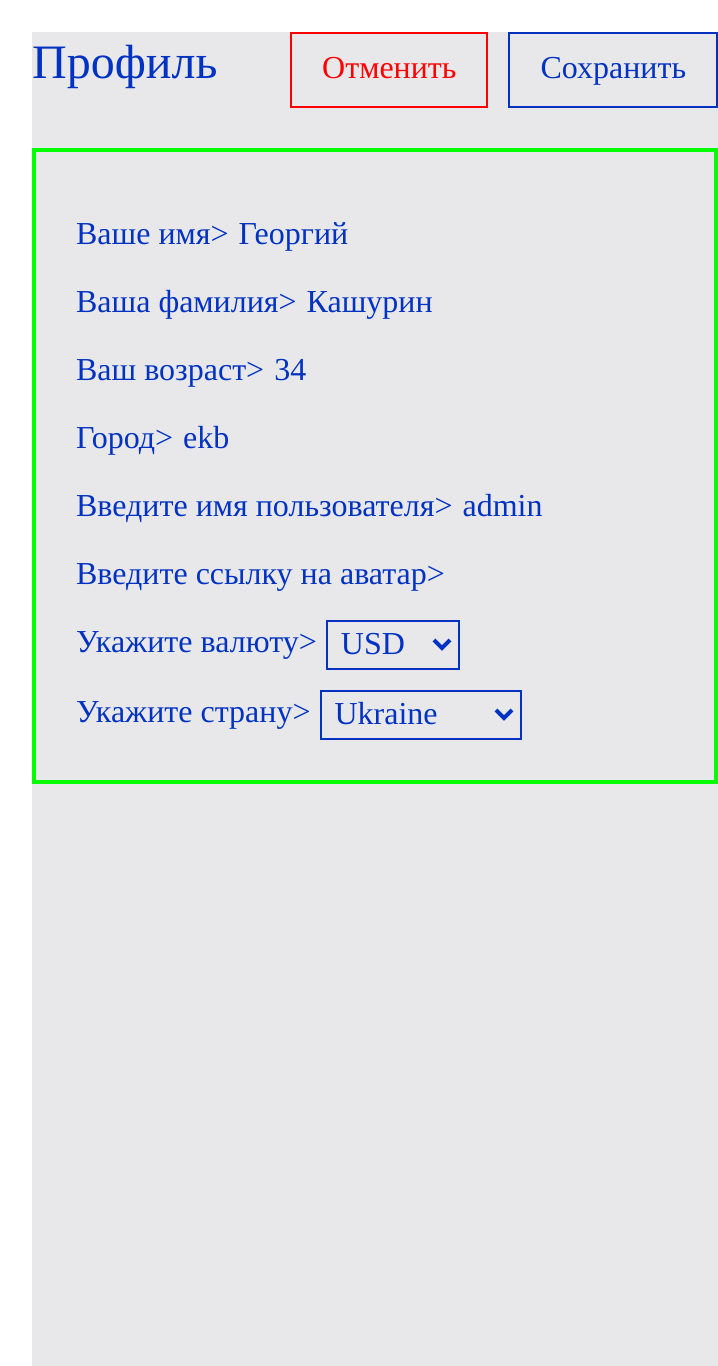 Профиль Отменить Сохранить
Ваше имя> Георгий
Ваша фамилия> Кашурин
Ваш возраст> 34
Город> ekb
Введите имя пользователя> admin
Введите ссылку на аватар>
Укажите валюту> USD
Укажите страну> Ukraine